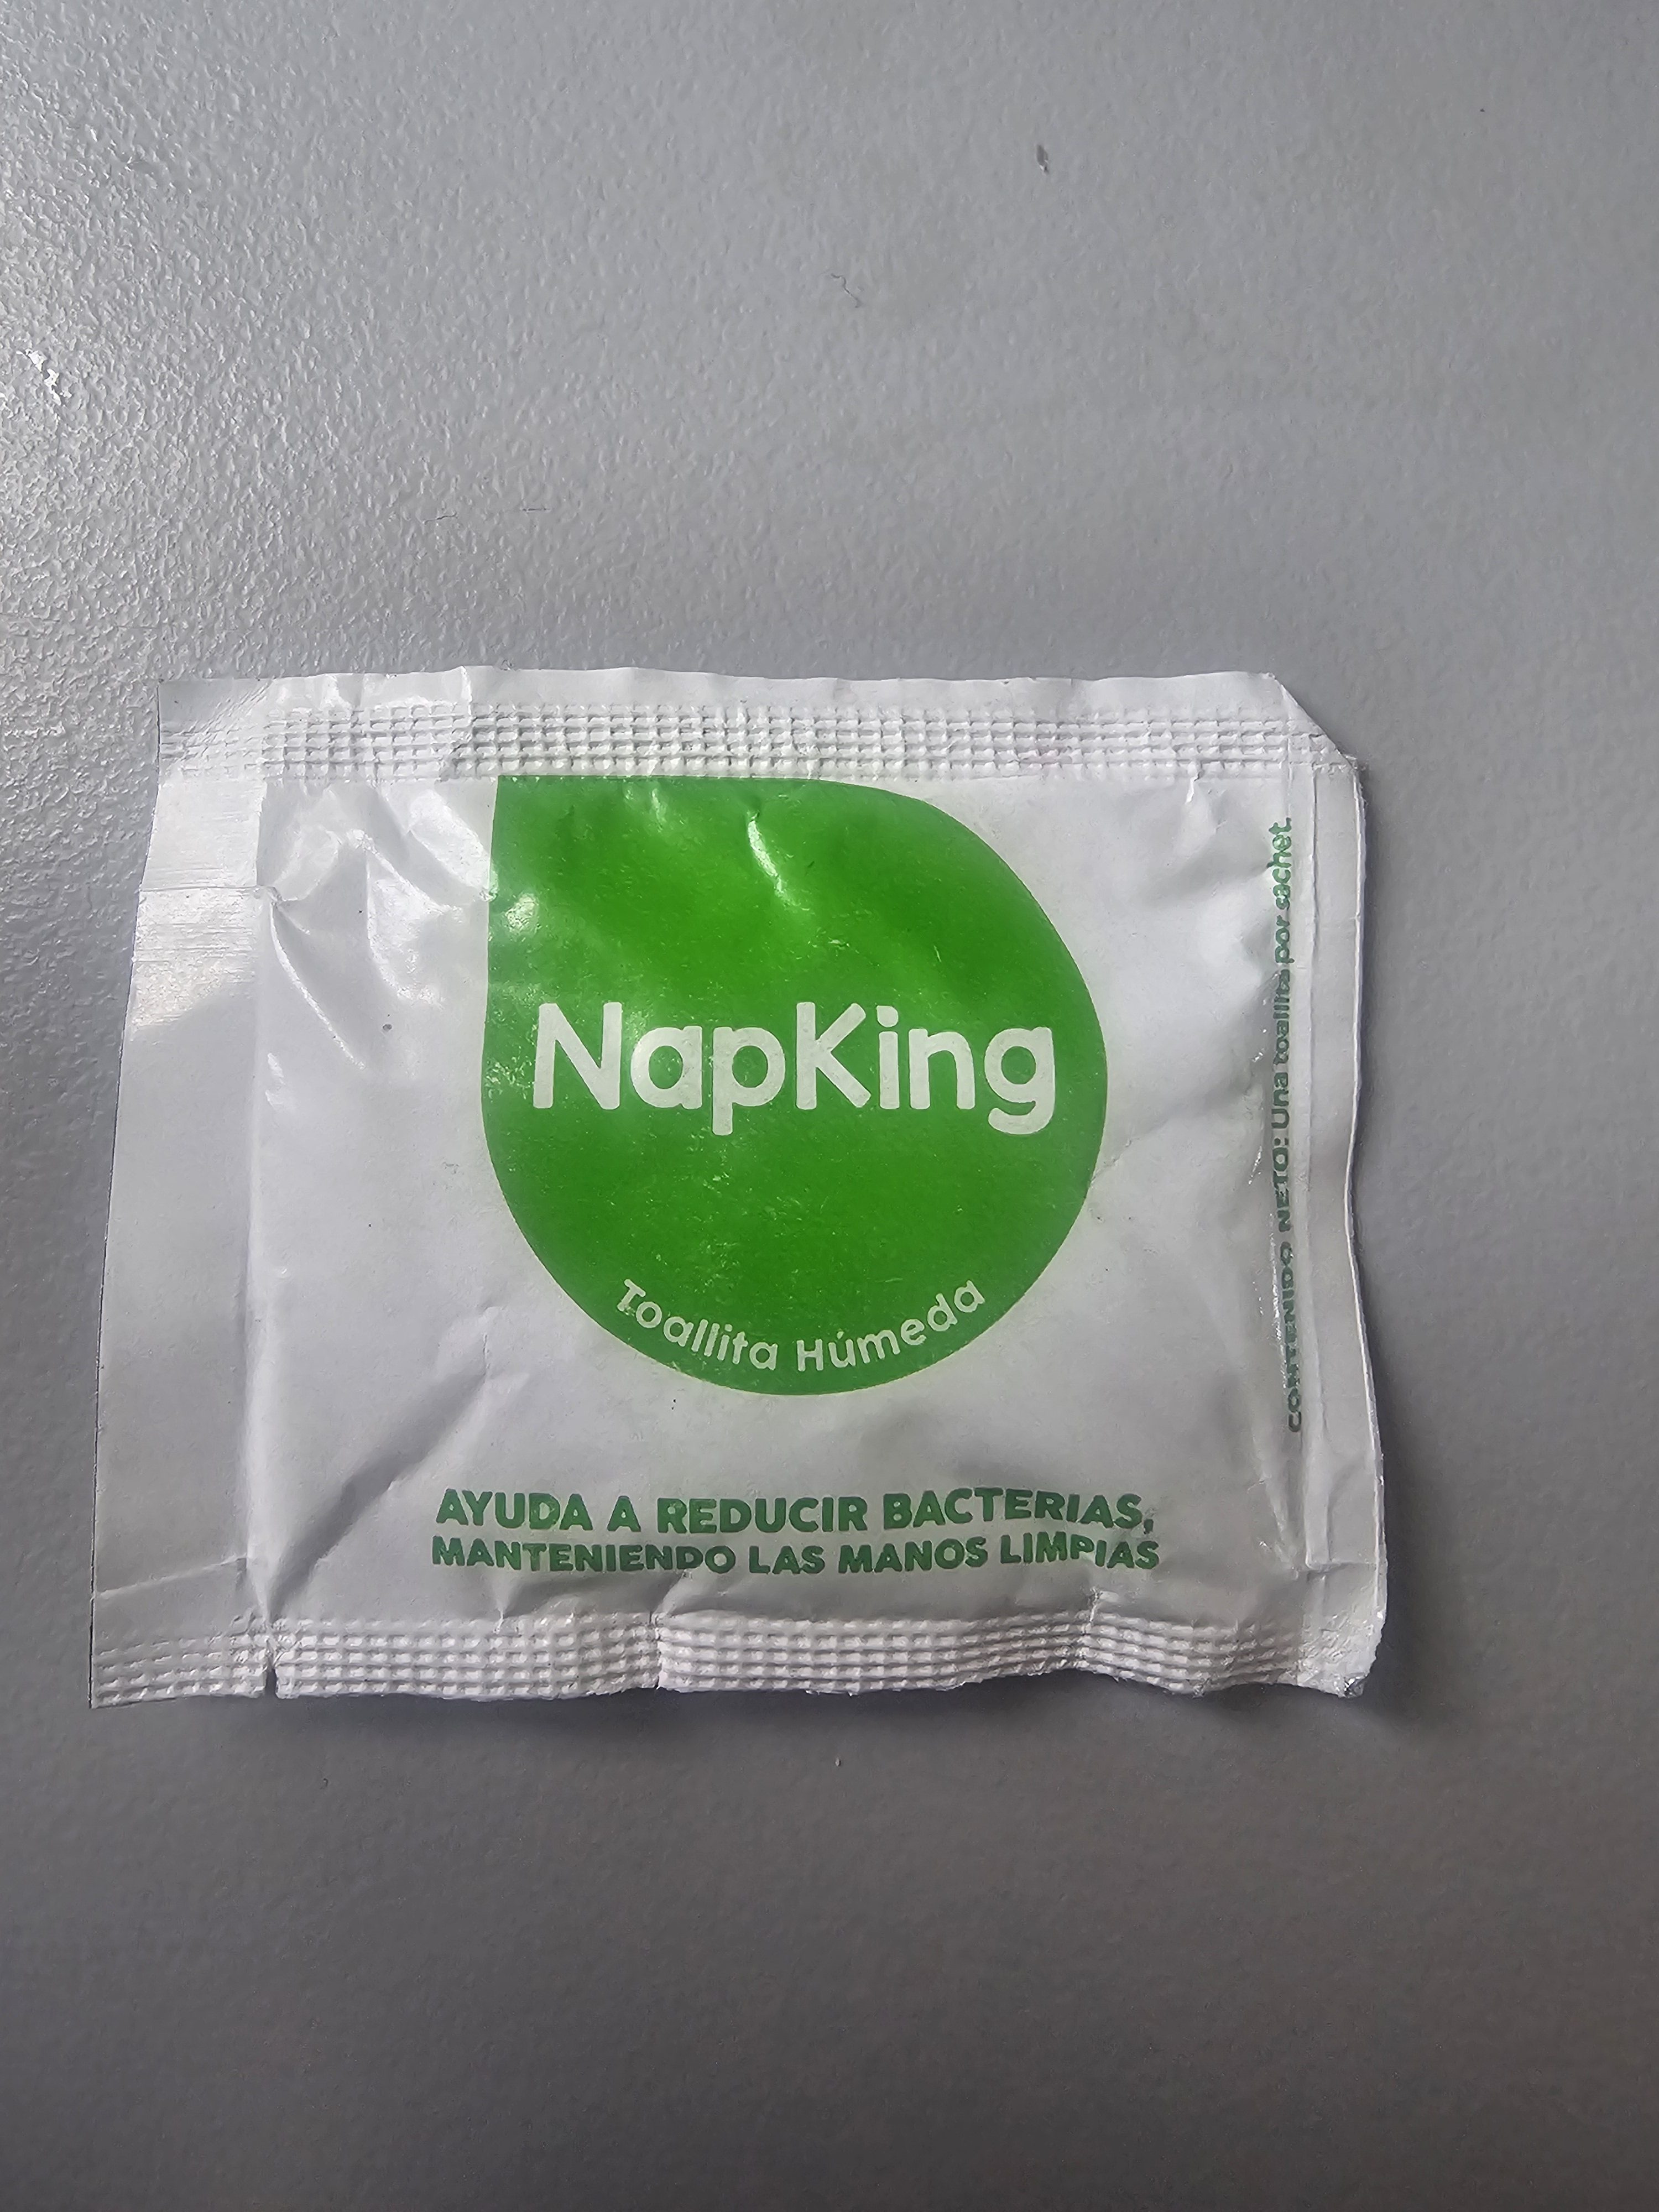 NapKing
Toallita Húmeda
AYUDA A REDUCIR BACTERIAS,
MANTENIENDO LAS MANOS LIMPIAS
CONTENIDO NETO: Una toallita por sachet.